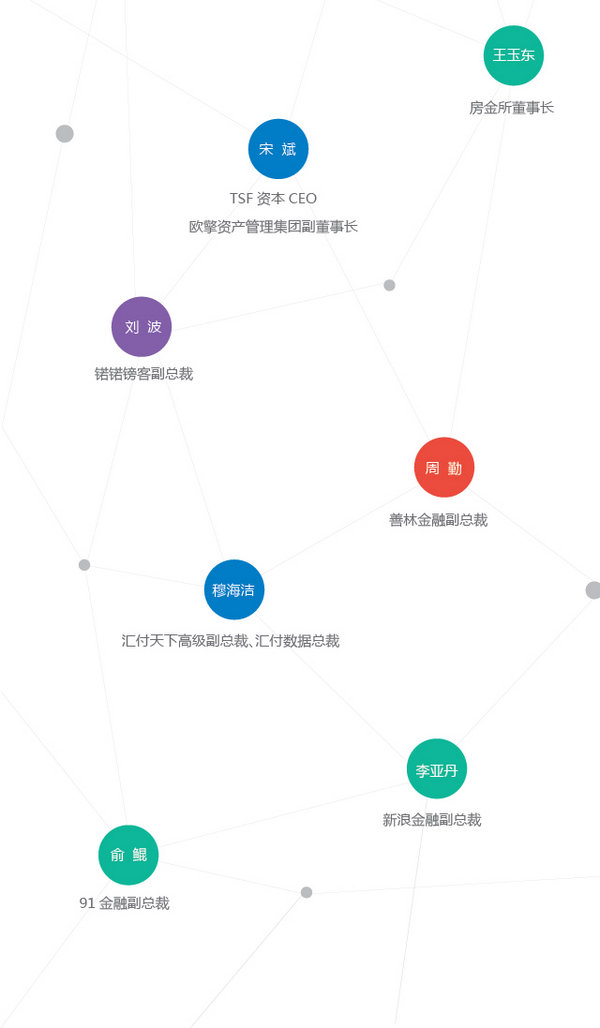 王玉东
房金所董事长
宋 斌
TSF 资本 CEO
欧擎资产管理集团副董事长
刘 波
锘锘镑客副总裁
周 勤
善林金融副总裁
穆海洁
汇付天下高级副总裁、汇付数据总裁
李亚丹
新浪金融副总裁
俞 鲲
91 金融副总裁